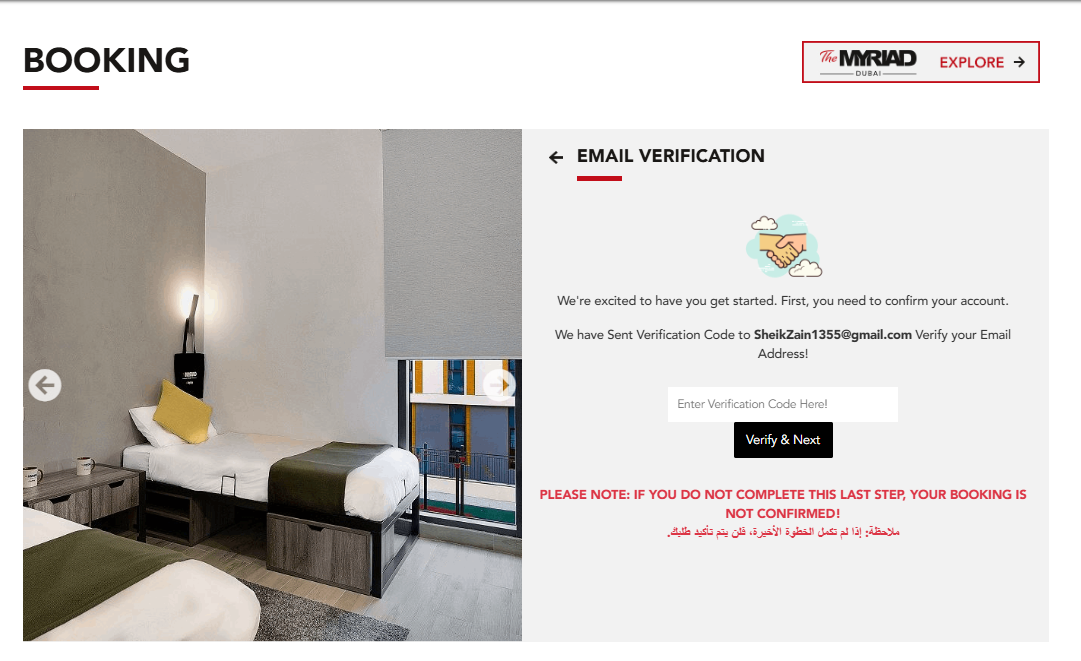 BOOKING
The MYRIAD
DUBAI
EXPLORE
EMAIL VERIFICATION
We're excited to have you get started. First, you need to confirm your account.
We have Sent Verification Code to SheikZain1355@gmail.com Verify your Email
Address!
Enter Verification Code Here!
Verify & Next
PLEASE NOTE: IF YOU DO NOT COMPLETE THIS LAST STEP, YOUR BOOKING IS
NOT CONFIRMED!
ملاحظة: إذا لم تكمل الخطوة الأخيرة، فلن يتم تأكيد طلبك.